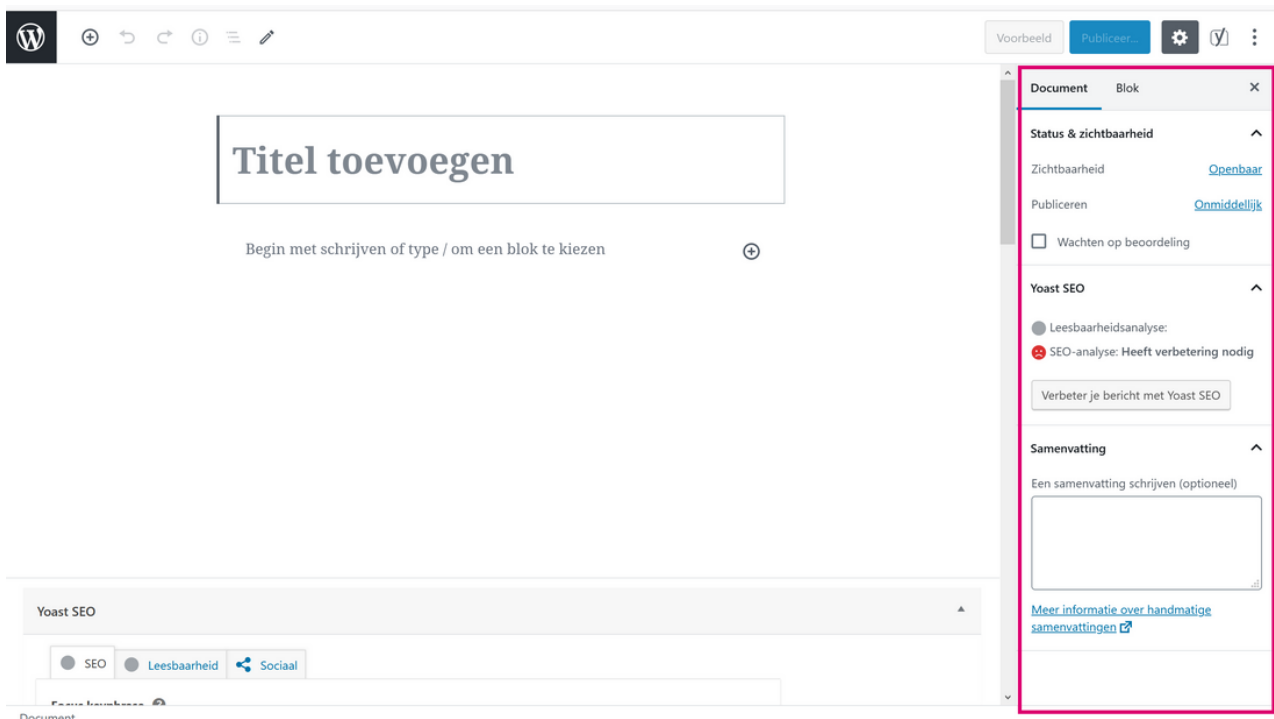 Voorbeeld
Publiceer...
Titel toevoegen
Begin met schrijven of type / om een blok te kiezen
Document Blok
Status & zichtbaarheid
Zichtbaarheid Openbaar
Publiceren Onmiddellijk
Wachten op beoordeling
Yoast SEO
Leesbaarheidsanalyse:
SEO-analyse: Heeft verbetering nodig
Verbeter je bericht met Yoast SEO
Samenvatting
Een samenvatting schrijven (optioneel)
Meer informatie over handmatige
samenvattingen
Yoast SEO
SEO Leesbaarheid Sociaal
Focus keyphrase
Document